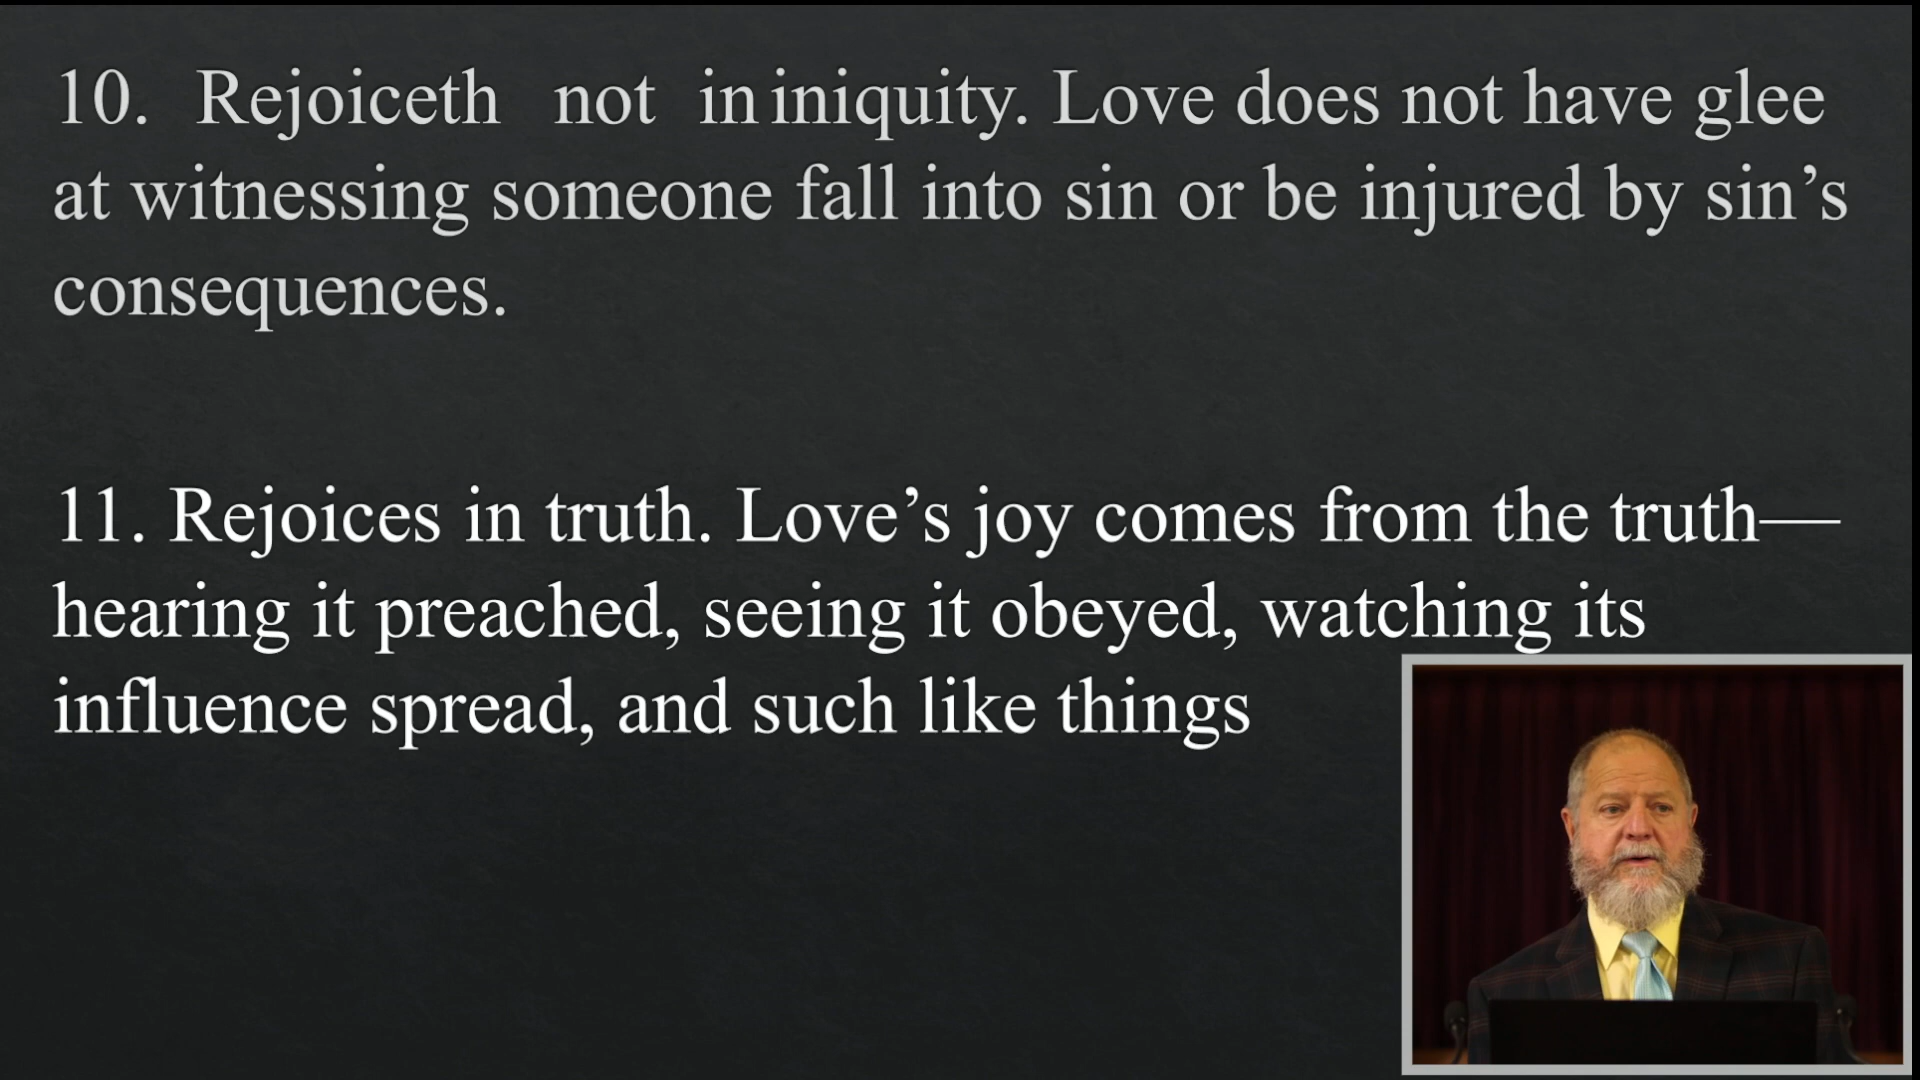 10. Rejoiceth not in iniquity. Love does not have glee
at witnessing someone fall into sin or be injured by sin’s
consequences.
11. Rejoices in truth. Love’s joy comes from the truth—
hearing it preached, seeing it obeyed, watching its
influence spread, and such like things